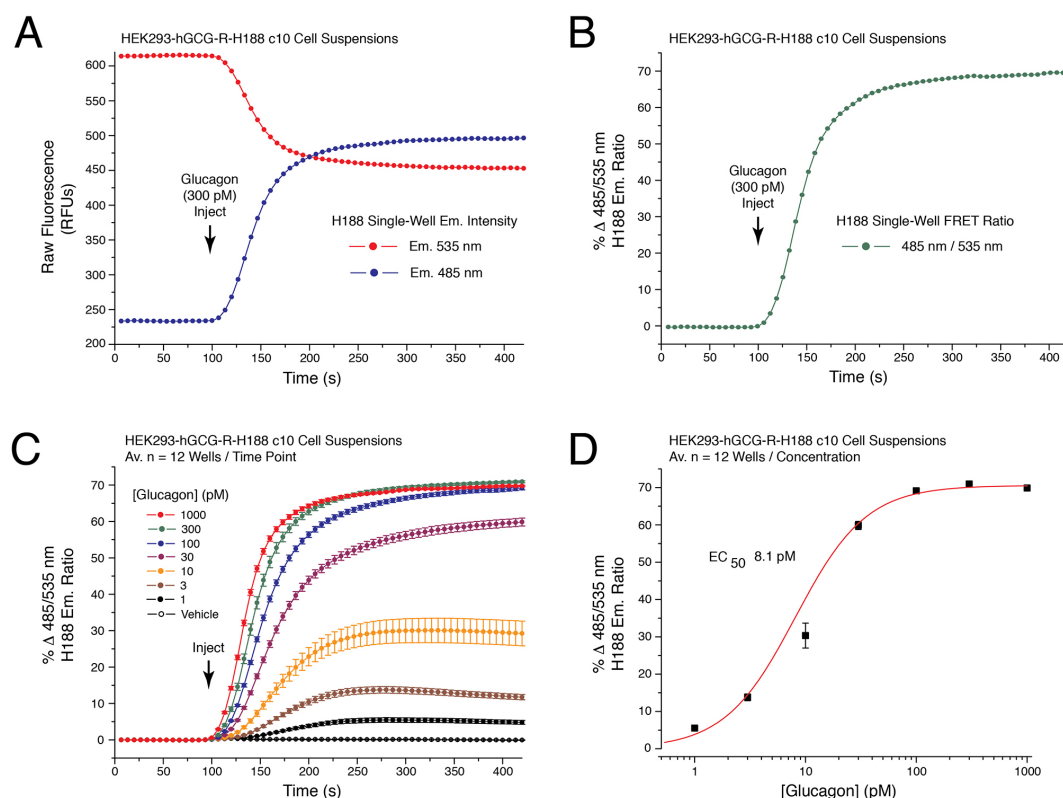 A
HEK293-hGCG-R-H188 c10 Cell Suspensions
600
550
500
450
400
350
300
250
200
Raw Fluorescence
(RFUs)
Glucagon
(300 pM)
Inject
H188 Single-Well Em. Intensity
Em. 535 nm
Em. 485 nm
0 50 100 150 200 250 300 350 400
Time (s)
B
HEK293-hGCG-R-H188 c10 Cell Suspensions
70
60
50
40
30
20
10
0
% Δ 485/535 nm
H188 Em. Ratio
Glucagon
(300 pM)
Inject
H188 Single-Well FRET Ratio
485 nm / 535 nm
0 50 100 150 200 250 300 350 400
Time (s)
C
HEK293-hGCG-R-H188 c10 Cell Suspensions
Av. n = 12 Wells / Time Point
70
60
50
40
30
20
10
0
% Δ 485/535 nm
H188 Em. Ratio
[Glucagon] (pM)
1000
300
100
30
10
3
1
Vehicle
Inject
0 50 100 150 200 250 300 350 400
Time (s)
D
HEK293-hGCG-R-H188 c10 Cell Suspensions
Av. n = 12 Wells / Concentration
70
60
50
40
30
20
10
0
% Δ 485/535 nm
H188 Em. Ratio
EC 50 8.1 pM
1 10 100 1000
[Glucagon] (pM)